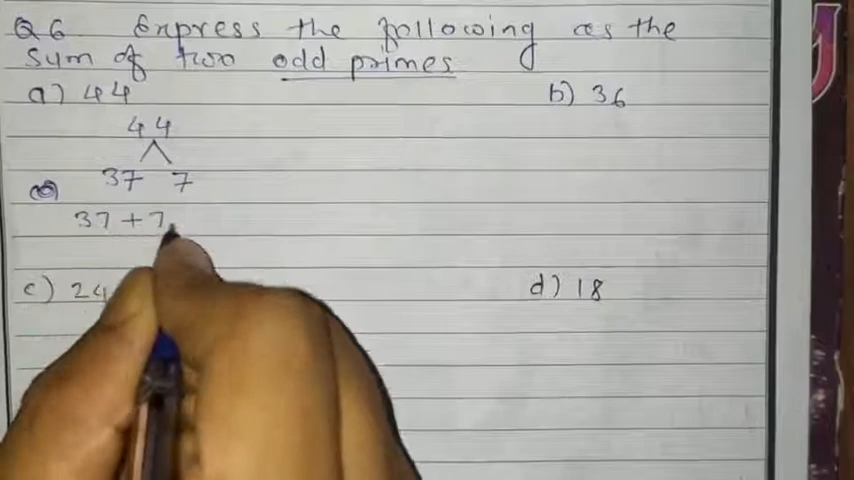 Q6 Express the following as the
sum of two odd primes
a) 44
b) 36
44
37 7
37 + 7
c) 24
d) 18